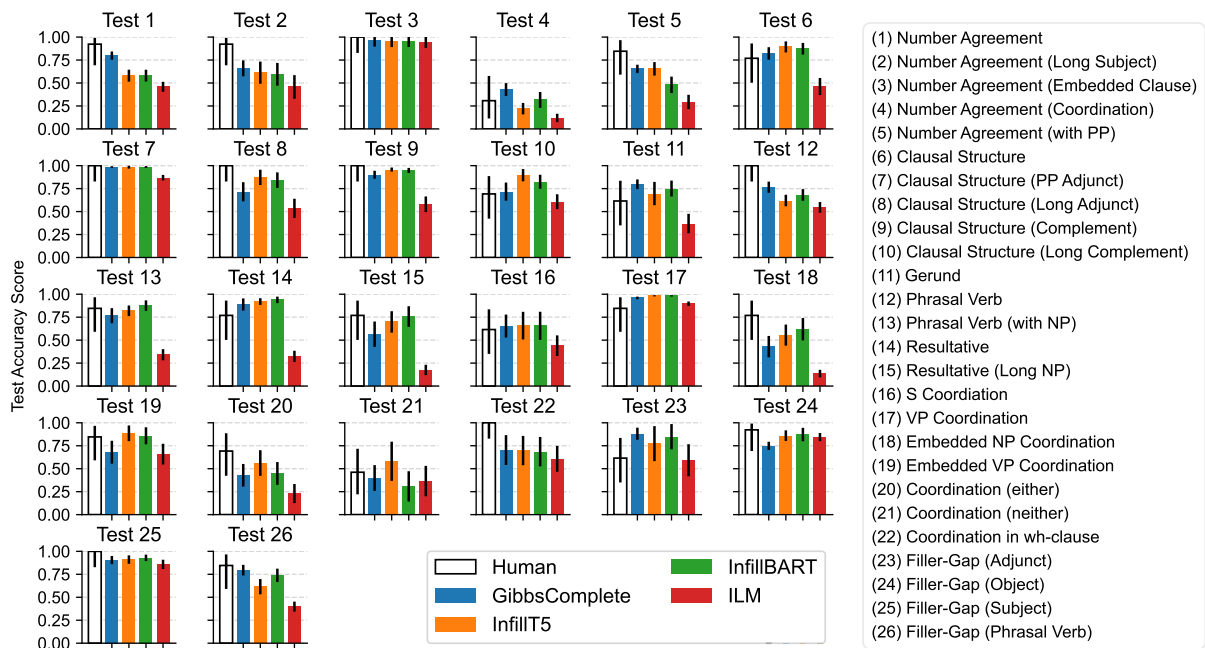 Test 1
Test 2
Test 3
Test 4
Test 5
Test 6
1.00
0.75
0.50
0.25
0.00
Test 7
Test 8
Test 9
Test 10
Test 11
Test 12
1.00
0.75
0.50
0.25
0.00
Test 13
Test 14
Test 15
Test 16
Test 17
Test 18
1.00
0.75
0.50
0.25
0.00
Test 19
Test 20
Test 21
Test 22
Test 23
Test 24
1.00
0.75
0.50
0.25
0.00
Test 25
Test 26
1.00
0.75
0.50
0.25
0.00
Test Accuracy Score
Human
GibbsComplete
InfillT5
InfillBART
ILM
(1) Number Agreement
(2) Number Agreement (Long Subject)
(3) Number Agreement (Embedded Clause)
(4) Number Agreement (Coordination)
(5) Number Agreement (with PP)
(6) Clausal Structure
(7) Clausal Structure (PP Adjunct)
(8) Clausal Structure (Long Adjunct)
(9) Clausal Structure (Complement)
(10) Clausal Structure (Long Complement)
(11) Gerund
(12) Phrasal Verb
(13) Phrasal Verb (with NP)
(14) Resultative
(15) Resultative (Long NP)
(16) S Coordiation
(17) VP Coordination
(18) Embedded NP Coordination
(19) Embedded VP Coordination
(20) Coordination (either)
(21) Coordination (neither)
(22) Coordination in wh-clause
(23) Filler-Gap (Adjunct)
(24) Filler-Gap (Object)
(25) Filler-Gap (Subject)
(26) Filler-Gap (Phrasal Verb)